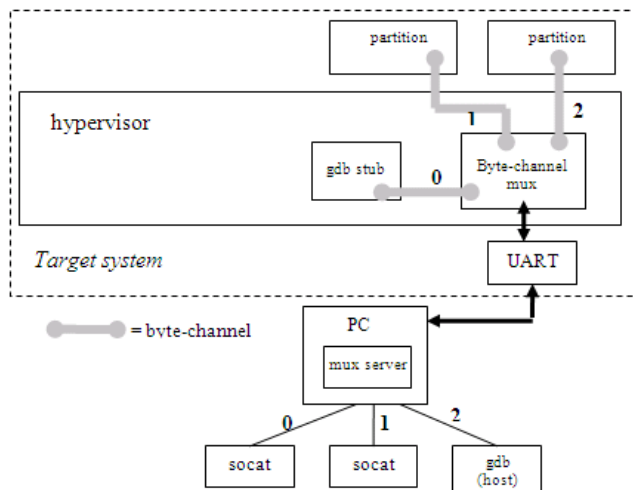 partition
partition
hypervisor
1
2
gdb stub
0
Byte-channel
mux
Target system
UART
= byte-channel
PC
mux server
0
1
2
socat
socat
gdb
(host)